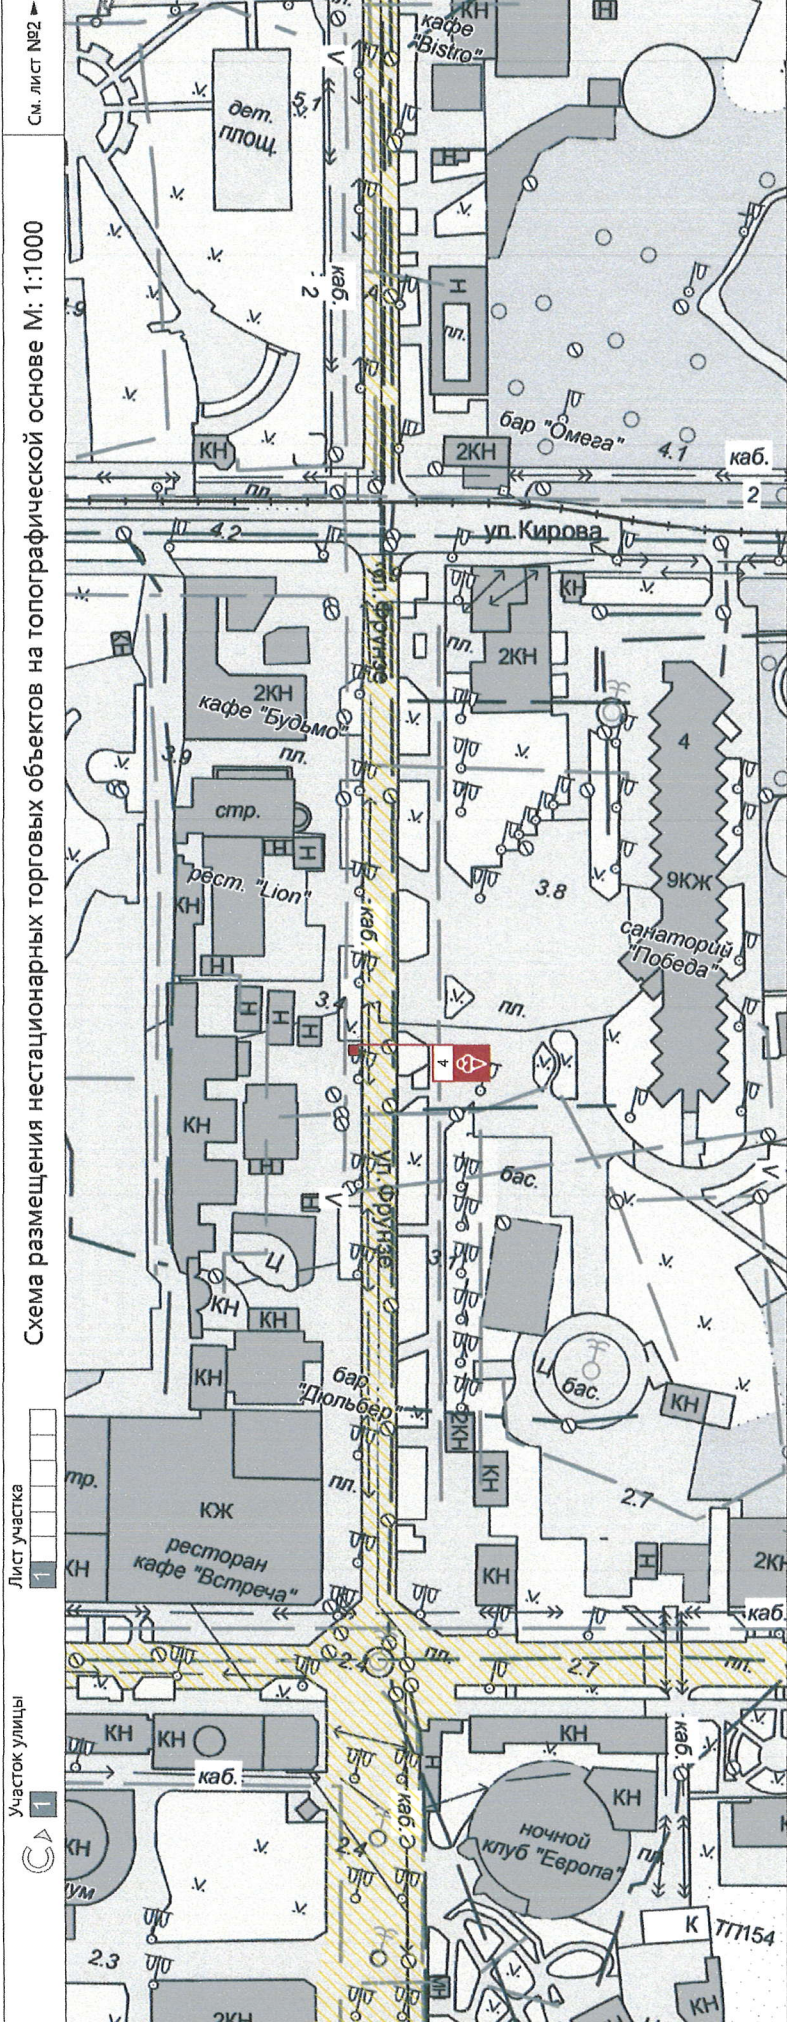 Схема размещения нестационарных торговых объектов на топографической основе М: 1:1000
См. лист №2
Участок улицы
1
Лист участка
1
кафе
"Bistro"
КН
Н
дет.
площ.
5.1
каб.
2
Н
Н
пл.
бар "Омега"
2КН
4.1
каб.
2
КН
пл.
4.2
ул.Кирова
КН
ул.Фрунзе
пл.
2КН
КН
2КН
кафе "Будьмо"
пл.
3.9
4
стр.
рест. "Lion"
Н
Н
КН
Н
каб.
3.8
9КЖ
санаторий
"Победа"
3.4
Н
Н
Н
пл.
4
КН
Н
Н
бас.
ул.Фрунзе
Ц
КН
КН
КН
бар
"Дюльбер"
Ц
бас.
КН
2КН
КН
2.7
пл.
КЖ
ресторан
кафе "Встреча"
КН
КН
Н
2КН
каб.
2.4
пл.
2.7
пл.
КН
КН
каб.
КН
каб.
Н
КН
ночной
клуб "Европа"
пл.
каб.
2.4
КН
ум
2.3
2КН
К
ТП154
КН